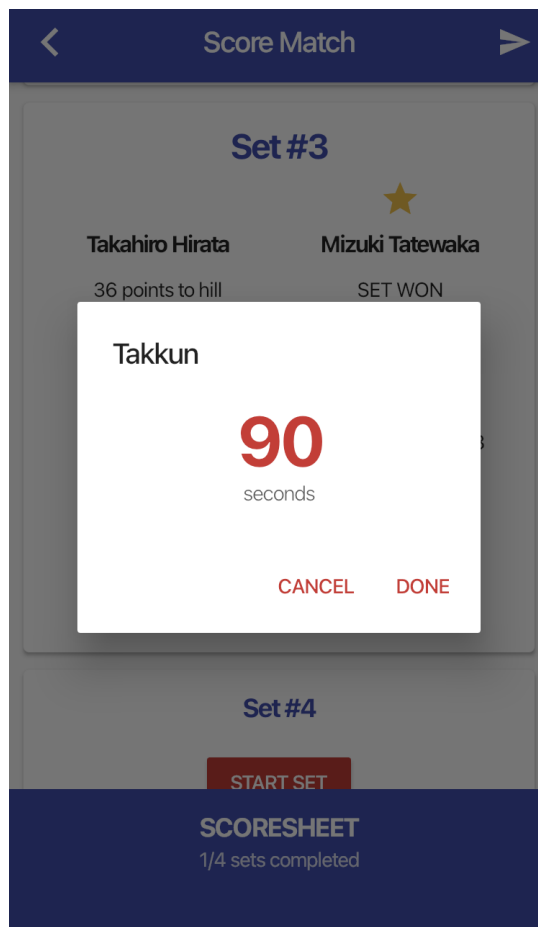 Score Match
Set #3
Takahiro Hirata Mizuki Tatewaka
36 points to hill SET WON
Takkun
90
seconds
CANCEL DONE
Set #4
START SET
SCORESHEET
1/4 sets completed